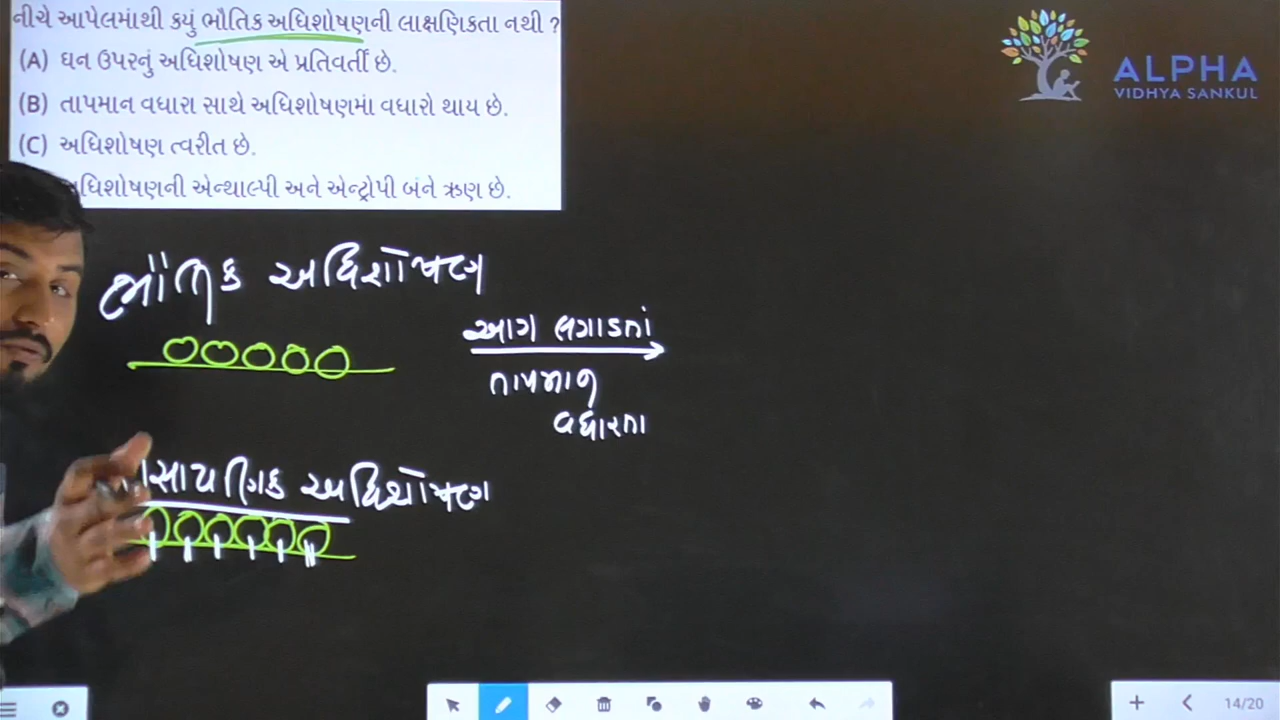 નીચે આપેલમાંથી કયું ભૌતિક અધિશોષણની લાક્ષણિકતા નથી ?
(A) ઘન ઉપરનું અધિશોષણ એ પ્રતિવર્તી છે.
(B) તાપમાન વધારા સાથે અધિશોષણમાં વધારો થાય છે.
(C) અધિશોષણ ત્વરીત છે.
અધિશોષણની એન્થાલ્પી અને એન્ટ્રોપી બંને ઋણ છે.
ALPHA
VIDHYA SANKUL
ભૌતિક અધિશોષણ
આગ લગાડતાં
તાપમાન
વધારતા
રાસાયણિક અધિશોષણ
14/20